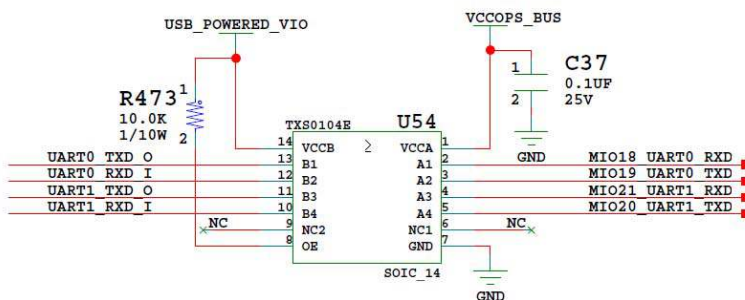 USB_POWERED_VIO
VCCOPS_BUS
R473
10.0K
1/10W
1
2
C37
0.1UF
25V
1
2
GND
TXS0104E
U54
14 VCCB ≥ VCCA 1
UART0_TXD_O 13 B1 A1 2 MIO18_UART0_RXD
UART0_RXD_I 12 B2 A2 3 MIO19_UART0_TXD
UART1_TXD_O 11 B3 A3 4 MIO21_UART1_RXD
UART1_RXD_I 10 B4 A4 5 MIO20_UART1_TXD
NC 9 NC2 NC1 6 NC
8 OE GND 7
SOIC_14
GND